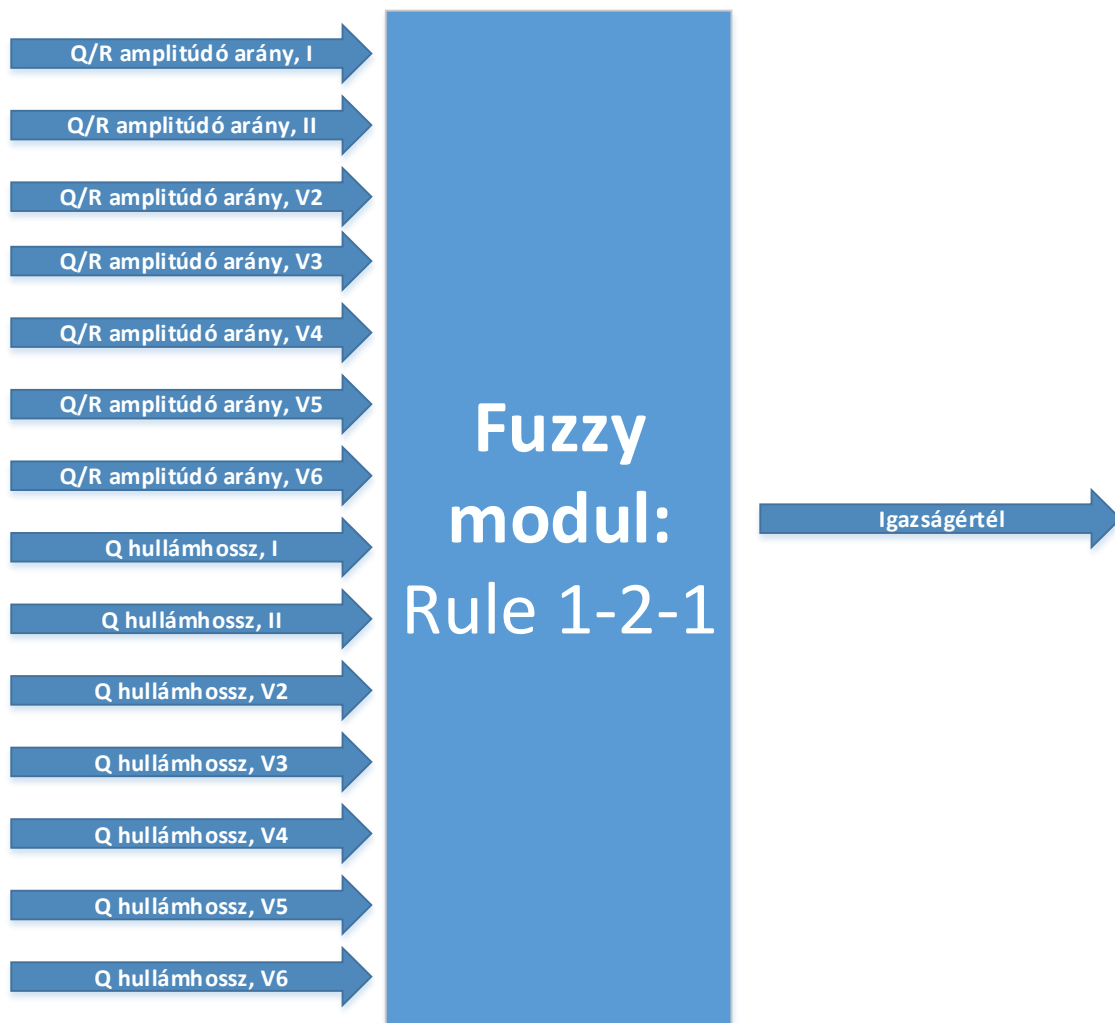 Q/R amplitúdó arány, I
Q/R amplitúdó arány, II
Q/R amplitúdó arány, V2
Q/R amplitúdó arány, V3
Q/R amplitúdó arány, V4
Q/R amplitúdó arány, V5
Q/R amplitúdó arány, V6
Q hullámhossz, I
Q hullámhossz, II
Q hullámhossz, V2
Q hullámhossz, V3
Q hullámhossz, V4
Q hullámhossz, V5
Q hullámhossz, V6
Fuzzy
modul:
Rule 1-2-1
Igazságértél